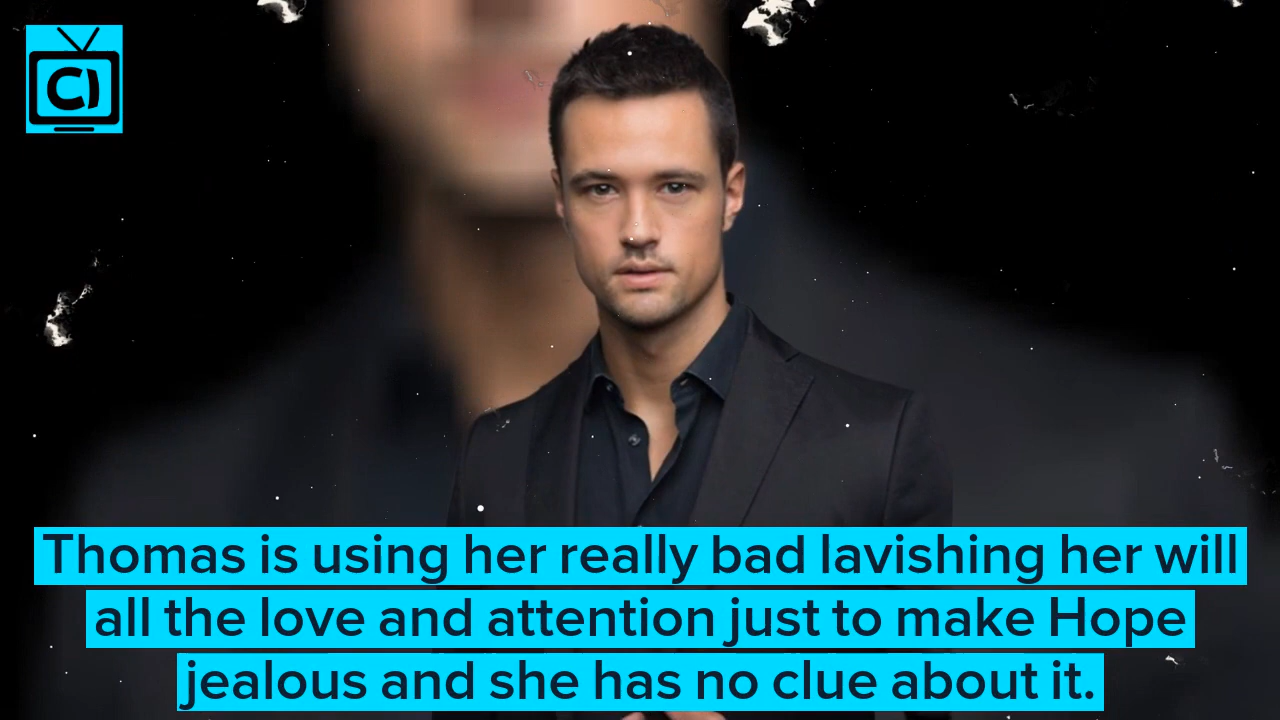 CJ
Thomas is using her really bad lavishing her will
all the love and attention just to make Hope
jealous and she has no clue about it.